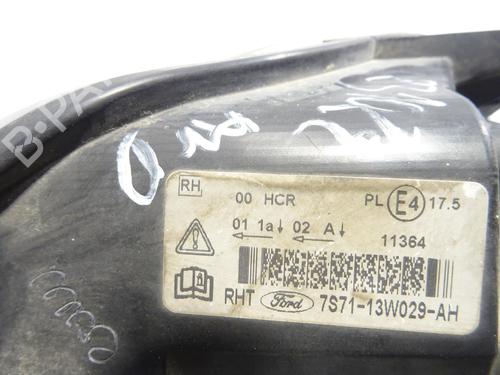 B-PA
RH
00 HCR
PL E4 17.5
01 1a↓ 02 A↓
11364
RHT Ford 7S71-13W029-AH